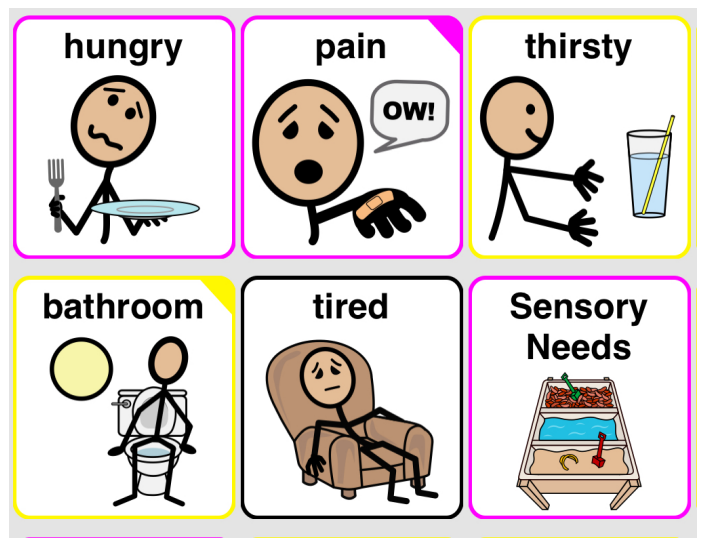 hungry
pain
OW!
thirsty
bathroom
tired
Sensory
Needs